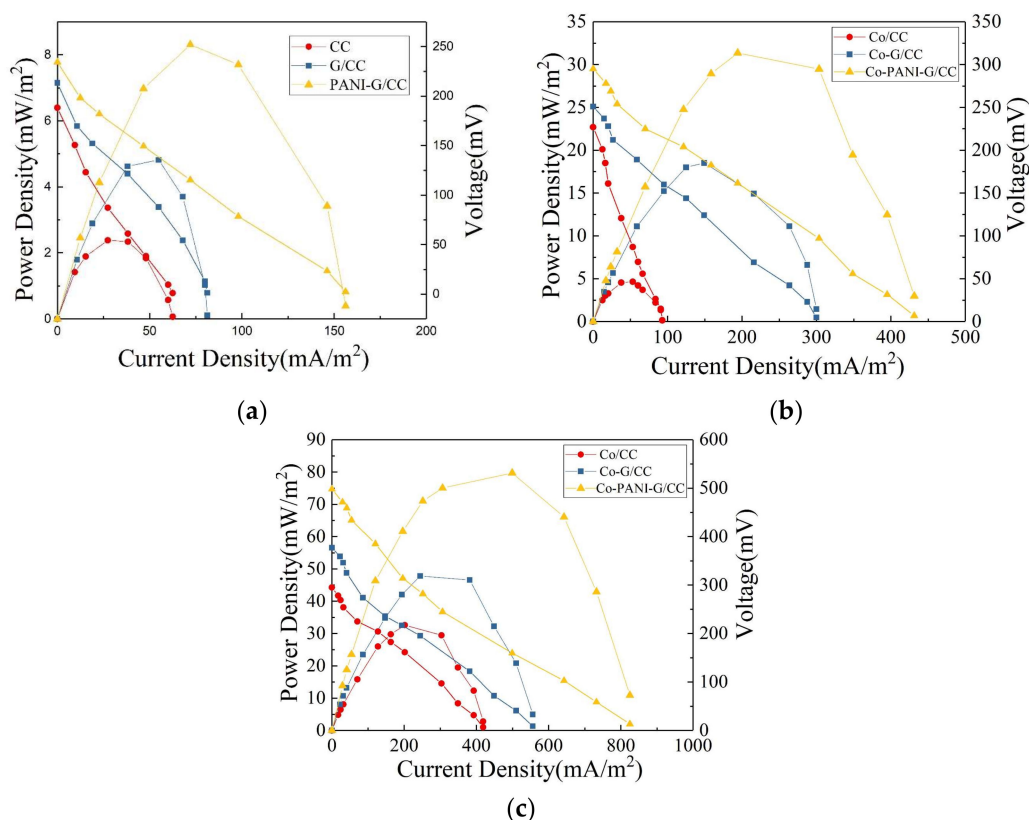 CC
G/CC
PANI-G/CC
Power Density(mW/m²)
Voltage(mV)
Current Density(mA/m²)
0 2 4 6 8
0 50 100 150 200 250
0 50 100 150 200
(a)
Co/CC
Co-G/CC
Co-PANI-G/CC
Power Density(mW/m²)
Voltage(mV)
Current Density(mA/m²)
0 5 10 15 20 25 30 35
0 50 100 150 200 250 300 350
0 100 200 300 400 500
(b)
Co/CC
Co-G/CC
Co-PANI-G/CC
Power Density(mW/m²)
Voltage(mV)
Current Density(mA/m²)
0 10 20 30 40 50 60 70 80 90
0 100 200 300 400 500 600
0 200 400 600 800 1000
(c)